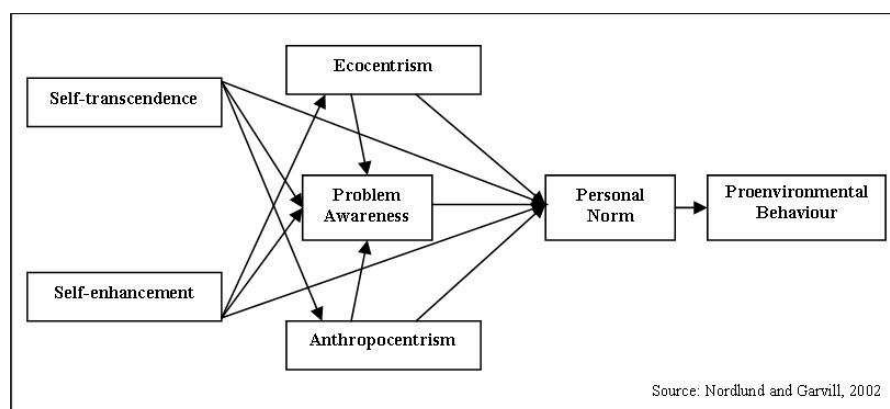 Ecocentrism
Self-transcendence
Problem
Awareness
Personal
Norm
Proenvironmental
Behaviour
Self-enhancement
Anthropocentrism
Source: Nordlund and Garvill, 2002